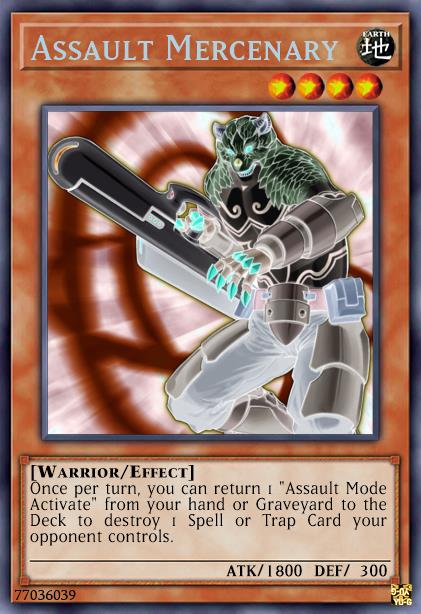 ASSAULT MERCENARY
EARTH
地
[WARRIOR/EFFECT]
Once per turn, you can return 1 "Assault Mode
Activate" from your hand or Graveyard to the
Deck to destroy 1 Spell or Trap Card your
opponent controls.
ATK/1800 DEF/ 300
77036039